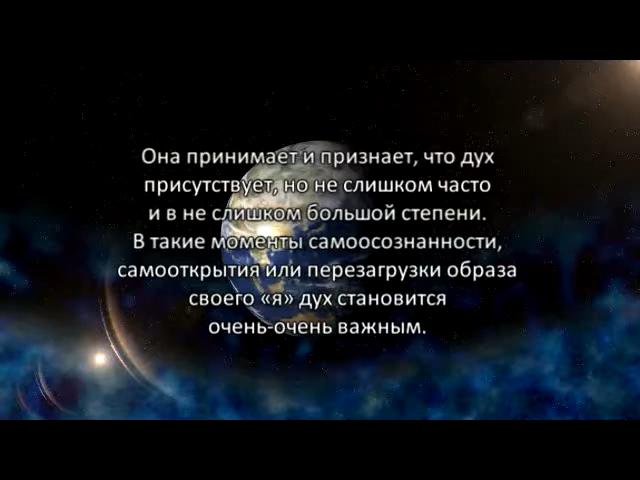 Она принимает и признает, что дух
присутствует, но не слишком часто
и в не слишком большой степени.
В такие моменты самоосознанности,
самооткрытия или перезагрузки образа
своего «я» дух становится
очень-очень важным.